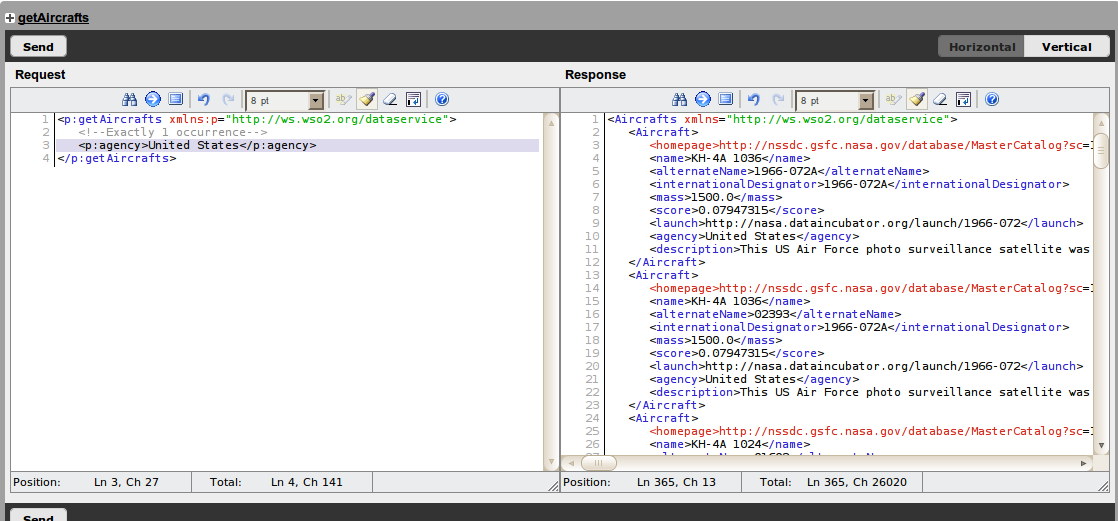 getAircrafts
Send
Horizontal Vertical
Request
8 pt
1 <p:getAircrafts xmlns:p="http://ws.wso2.org/dataservice">
2 <!--Exactly 1 occurrence-->
3 <p:agency>United States</p:agency>
4 </p:getAircrafts>
Position: Ln 3, Ch 27 Total: Ln 4, Ch 141
Response
8 pt
1 <Aircrafts xmlns="http://ws.wso2.org/dataservice">
2 <Aircraft>
3 <homepage>http://nssdc.gsfc.nasa.gov/database/MasterCatalog?sc=
4 <name>KH-4A 1036</name>
5 <alternateName>1966-072A</alternateName>
6 <internationalDesignator>1966-072A</internationalDesignator>
7 <mass>1500.0</mass>
8 <score>0.07947315</score>
9 <launch>http://nasa.dataincubator.org/launch/1966-072</launch>
10 <agency>United States</agency>
11 <description>This US Air Force photo surveillance satellite was
12 </Aircraft>
13 <Aircraft>
14 <homepage>http://nssdc.gsfc.nasa.gov/database/MasterCatalog?sc=
15 <name>KH-4A 1036</name>
16 <alternateName>02393</alternateName>
17 <internationalDesignator>1966-072A</internationalDesignator>
18 <mass>1500.0</mass>
19 <score>0.07947315</score>
20 <launch>http://nasa.dataincubator.org/launch/1966-072</launch>
21 <agency>United States</agency>
22 <description>This US Air Force photo surveillance satellite was
23 </Aircraft>
24 <Aircraft>
25 <homepage>http://nssdc.gsfc.nasa.gov/database/MasterCatalog?sc=
26 <name>KH-4A 1024</name>
Position: Ln 365, Ch 13 Total: Ln 365, Ch 26020
Send